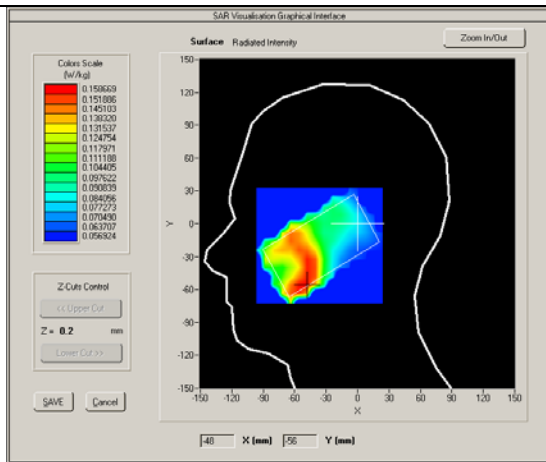 SAR Visualisation Graphical Interface
Surface Radiated Intensity
Zoom In/Out
Colors Scale
(W/kg)
0.158669
0.151886
0.145103
0.138320
0.131537
0.124754
0.117971
0.111188
0.104405
0.097622
0.090839
0.084056
0.077273
0.070490
0.063707
0.056924
Z-Cuts Control
<< Upper Cut
Z = 0.2 mm
Lower Cut >>
SAVE Cancel
150-
120-
90-
60-
30-
0-
-30-
-60-
-90-
-120-
-150-
Y
-150 -120 -90 -60 -30 0 30 60 90 120 150
X
-48 X (mm) -56 Y (mm)